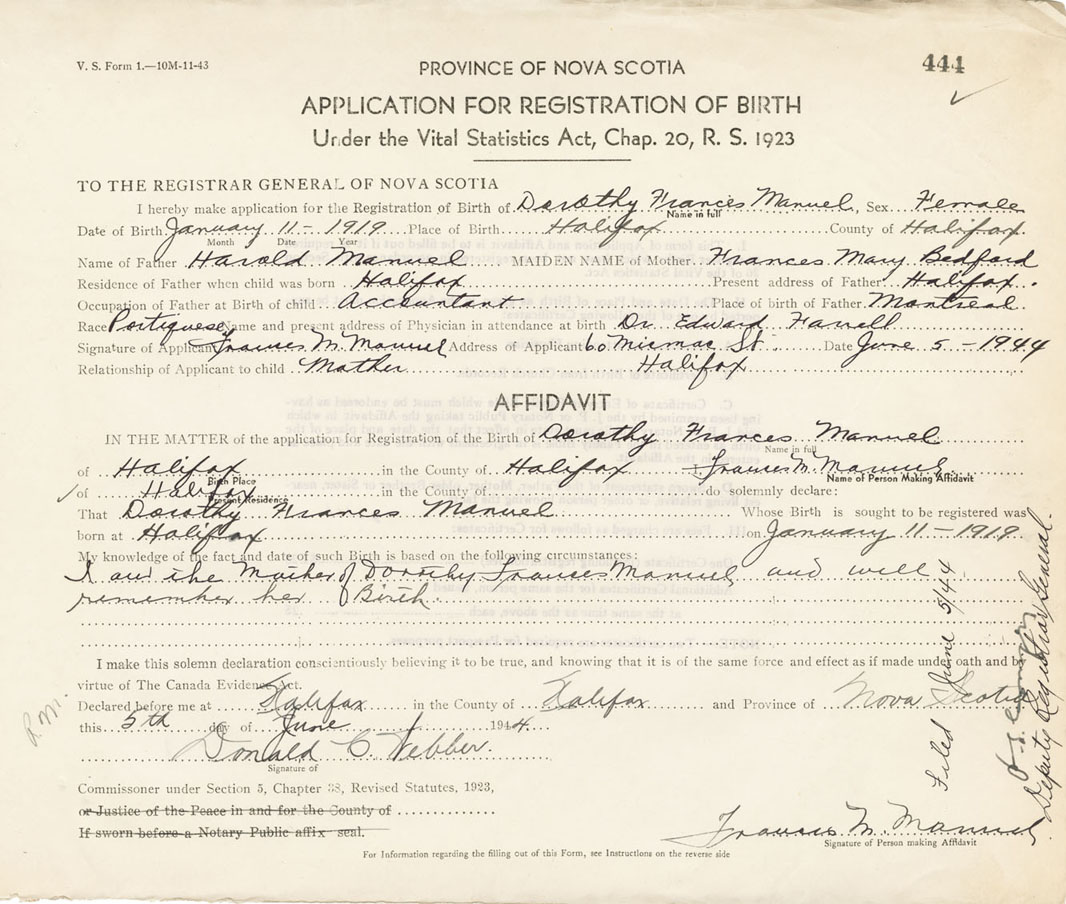 V. S. Form 1.—10M-11-43
PROVINCE OF NOVA SCOTIA
444
APPLICATION FOR REGISTRATION OF BIRTH
Under the Vital Statistics Act, Chap. 20, R. S. 1923
TO THE REGISTRAR GENERAL OF NOVA SCOTIA
I hereby make application for the Registration of Birth of Dorothy Frances Manuel, Sex Female
Name in full
Date of Birth January 11 - 1919 Place of Birth Halifax County of Halifax
Month Date Year
Name of Father Harold Manuel MAIDEN NAME of Mother Frances Mary Bedford
Residence of Father when child was born Halifax Present address of Father Halifax.
Occupation of Father at Birth of child Accountant Place of birth of Father Montreal
Race Portiguese Name and present address of Physician in attendance at birth Dr Edward Farrell
Signature of Applicant Frances M. Manuel Address of Applicant 60 Micmac St. Date June 5 - 1944
Relationship of Applicant to child Mother Halifax
AFFIDAVIT
IN THE MATTER of the application for Registration of the Birth of Dorothy Frances Manuel
Name in full
of Halifax in the County of Halifax I Frances M. Manuel
Birth Place Name of Person Making Affidavit
of Halifax in the County of do solemnly declare:
Present Residence
That Dorothy Frances Manuel Whose Birth is sought to be registered was
born at Halifax on January 11 - 1919
My knowledge of the fact and date of such Birth is based on the following circumstances:
I am the Mother of Dorothy Frances Manuel and well
remember her Birth.
I make this solemn declaration conscientiously believing it to be true, and knowing that it is of the same force and effect as if made under oath and by
virtue of The Canada Evidence Act.
Declared before me at Halifax in the County of Halifax and Province of Nova Scotia
this 5th day of June 1944.
Donald C. Webber.
Signature of
Commissoner under Section 5, Chapter 38, Revised Statutes, 1923,
or Justice of the Peace in and for the County of
If sworn before a Notary Public affix seal.
Frances M. Manuel
Signature of Person making Affidavit
For Information regarding the filling out of this Form, see Instructions on the reverse side
R.M.
Filed June 5/44
Deputy Registrar General.